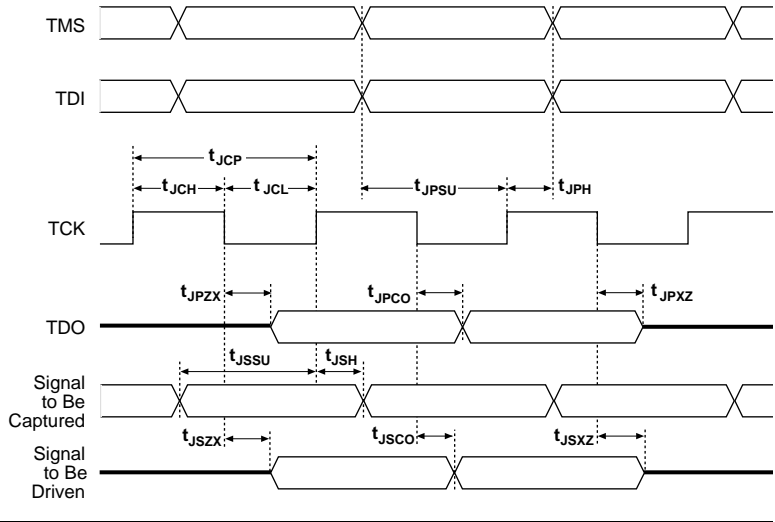 TMS
TDI
tJCP
tJCH
tJCL
tJPSU
tJPH
TCK
tJPZX
tJPCO
tJPXZ
TDO
tJSSU
tJSH
Signal
to Be
Captured
tJSZX
tJSCO
tJSXZ
Signal
to Be
Driven